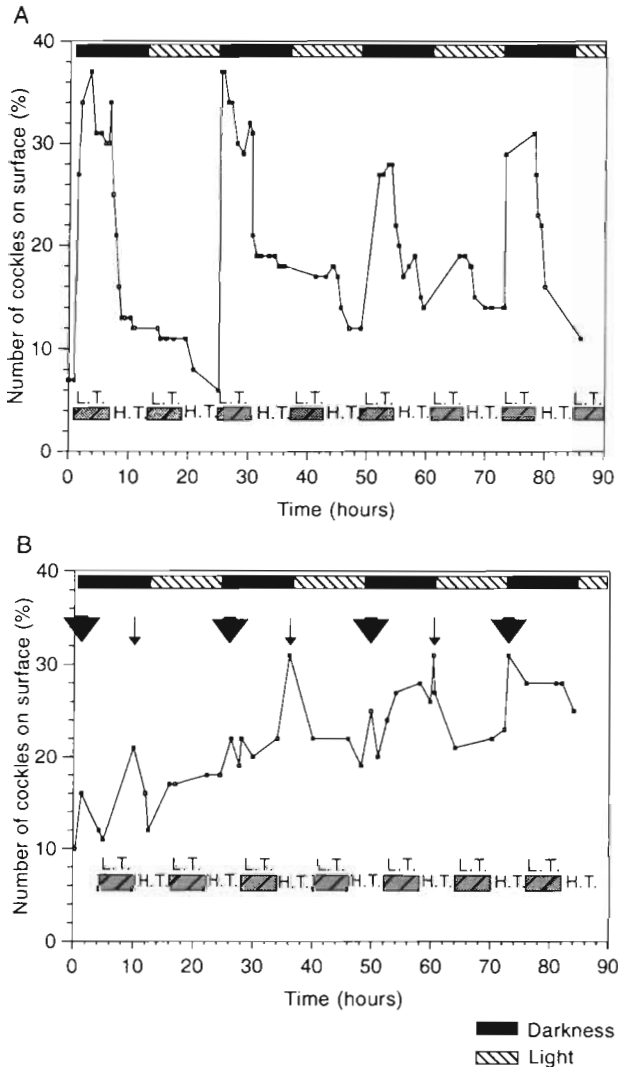 A
Number of cockles on surface (%)
40
30
20
10
0
L.T. L.T. L.T. L.T. L.T. L.T. L.T. L.T.
H.T. H.T. H.T. H.T. H.T. H.T. H.T.
0 10 20 30 40 50 60 70 80 90
Time (hours)
B
Number of cockles on surface (%)
40
30
20
10
0
L.T. L.T. L.T. L.T. L.T. L.T. L.T.
H.T. H.T. H.T. H.T. H.T. H.T. H.T.
0 10 20 30 40 50 60 70 80 90
Time (hours)
Darkness
Light